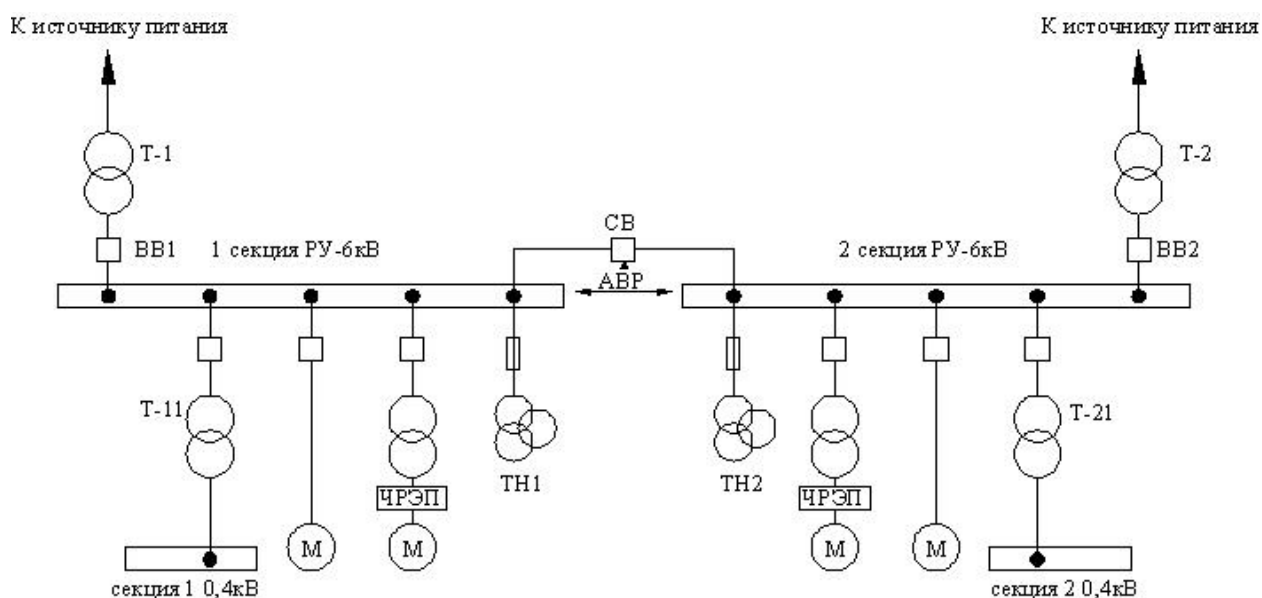 К источнику питания
К источнику питания
Т-1
Т-2
СВ
ВВ1
1 секция РУ-6кВ
2 секция РУ-6кВ
ВВ2
АВР
Т-11
Т-21
ТН1
ТН2
ЧРЭП
ЧРЭП
М
М
М
М
секция 1 0,4кВ
секция 2 0,4кВ